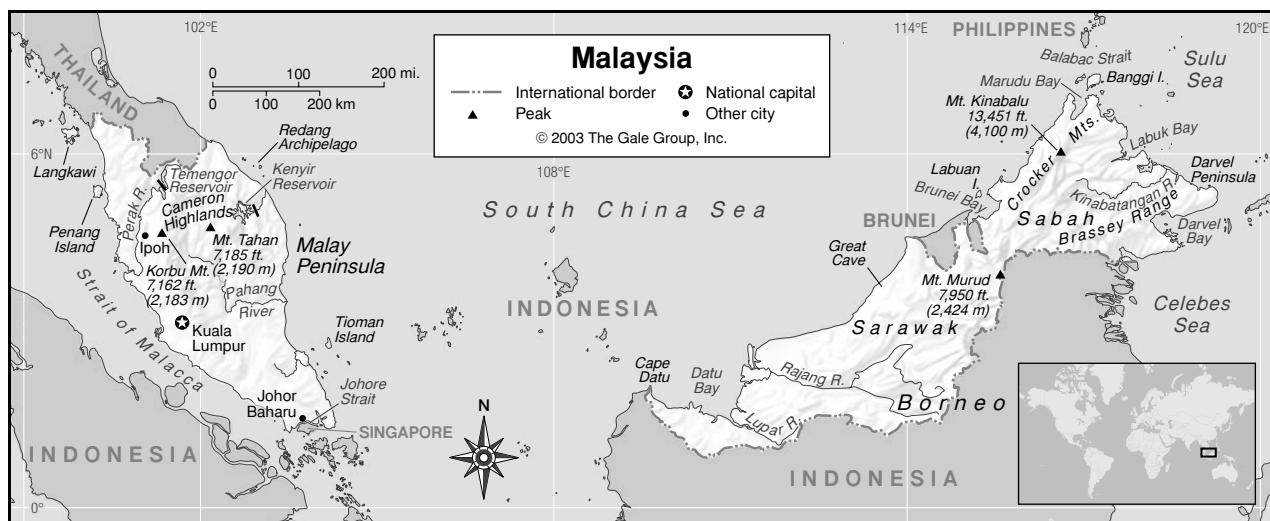 102°E
114°E
120°E
PHILIPPINES
Balabac Strait
Sulu
Sea
Marudu Bay
Banggi I.
Mt. Kinabalu
13,451 ft.
(4,100 m)
Malaysia
International border
National capital
Peak
Other city
© 2003 The Gale Group, Inc.
0 100 200 mi.
0 100 200 km
THAILAND
Redang
Archipelago
6°N
Langkawi
Temengor
Reservoir
Kenyir
Reservoir
Perak R.
Cameron
Highlands
Penang
Island
Ipoh
Mt. Tahan
7,185 ft.
(2,190 m)
Malay
Peninsula
Korbu Mt.
7,162 ft.
(2,183 m)
Pahang
River
Strait of Malacca
Kuala
Lumpur
Tioman
Island
Johor
Baharu
Johore
Strait
SINGAPORE
INDONESIA
0°
N
108°E
South China Sea
INDONESIA
Crocker Mts.
Labuk Bay
Labuan
I.
Brunei Bay
Darvel
Peninsula
Kinabatangan R.
Sabah
Brassey Range
BRUNEI
Darvel
Bay
Great
Cave
Mt. Murud
7,950 ft.
(2,424 m)
Celebes
Sea
Sarawak
Cape
Datu
Datu
Bay
Rajang R.
Borneo
Lupar R.
INDONESIA